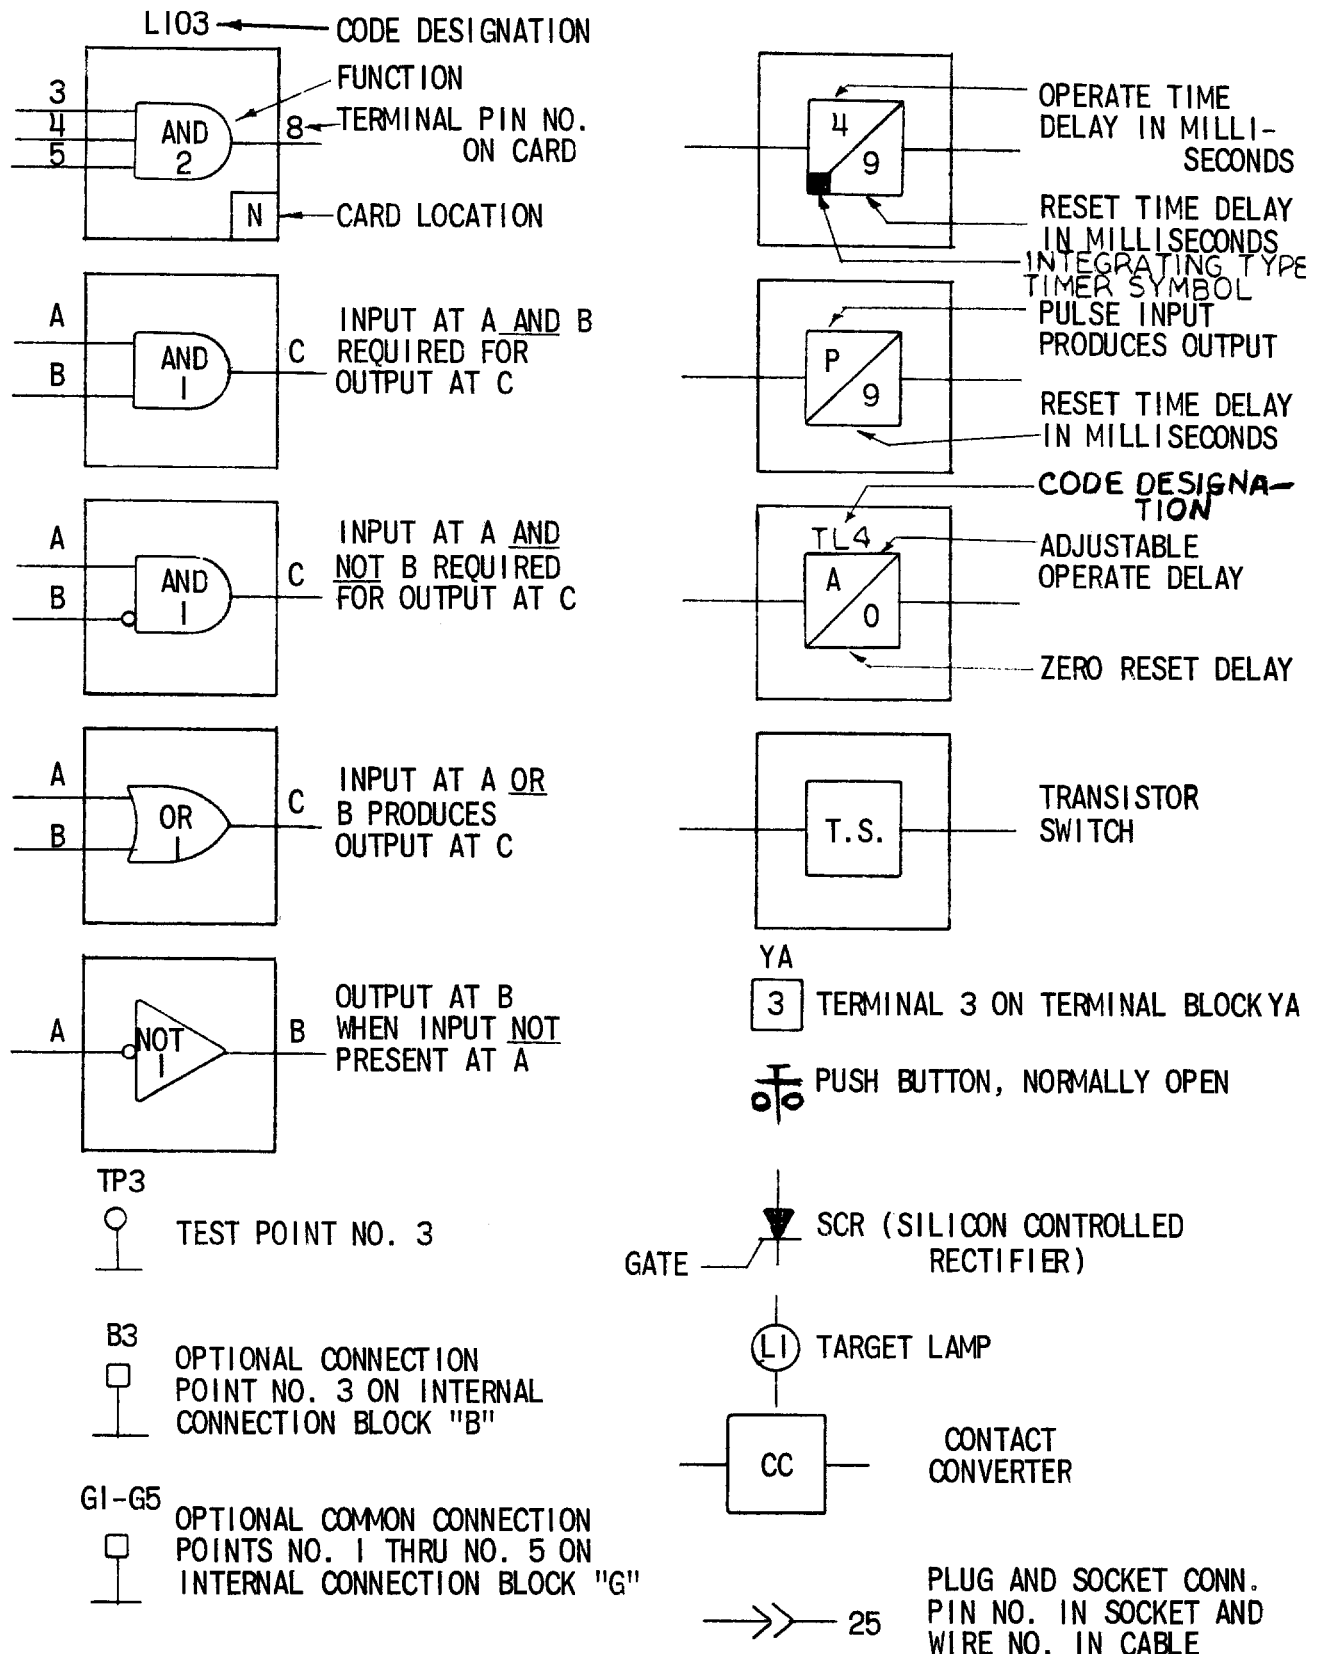 L103
CODE DESIGNATION
FUNCTION
3
4
5
AND
2
8
TERMINAL PIN NO.
ON CARD
N
CARD LOCATION
A
B
AND
1
C
INPUT AT A AND B
REQUIRED FOR
OUTPUT AT C
A
B
AND
1
C
INPUT AT A AND
NOT B REQUIRED
FOR OUTPUT AT C
A
B
OR
1
C
INPUT AT A OR
B PRODUCES
OUTPUT AT C
A
NOT
1
B
OUTPUT AT B
WHEN INPUT NOT
PRESENT AT A
TP3
TEST POINT NO. 3
B3
OPTIONAL CONNECTION
POINT NO. 3 ON INTERNAL
CONNECTION BLOCK "B"
G1-G5
OPTIONAL COMMON CONNECTION
POINTS NO. 1 THRU NO. 5 ON
INTERNAL CONNECTION BLOCK "G"
4
9
OPERATE TIME
DELAY IN MILLI-
SECONDS
RESET TIME DELAY
IN MILLISECONDS
INTEGRATING TYPE
TIMER SYMBOL
P
9
PULSE INPUT
PRODUCES OUTPUT
RESET TIME DELAY
IN MILLISECONDS
CODE DESIGNA-
TION
TL4
A
0
ADJUSTABLE
OPERATE DELAY
ZERO RESET DELAY
T.S.
TRANSISTOR
SWITCH
YA
3
TERMINAL 3 ON TERMINAL BLOCK YA
PUSH BUTTON, NORMALLY OPEN
GATE
SCR (SILICON CONTROLLED
RECTIFIER)
L1
TARGET LAMP
CC
CONTACT
CONVERTER
25
PLUG AND SOCKET CONN.
PIN NO. IN SOCKET AND
WIRE NO. IN CABLE